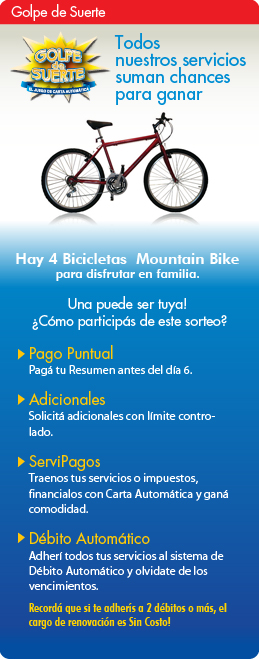 Golpe de Suerte
GOLPE
de
SUERTE
EL JUEGO DE CARTA AUTOMÁTICA
Todos
nuestros servicios
suman chances
para ganar
Hay 4 Bicicletas Mountain Bike
para disfrutar en familia.
Una puede ser tuya!
¿Cómo participás de este sorteo?
Pago Puntual
Pagá tu Resumen antes del día 6.
Adicionales
Solicitá adicionales con límite contro-
lado.
ServiPagos
Traenos tus servicios o impuestos,
financialos con Carta Automática y ganá
comodidad.
Débito Automático
Adherí todos tus servicios al sistema de
Débito Automático y olvidate de los
vencimientos.
Recordá que si te adherís a 2 débitos o más, el
cargo de renovación es Sin Costo!